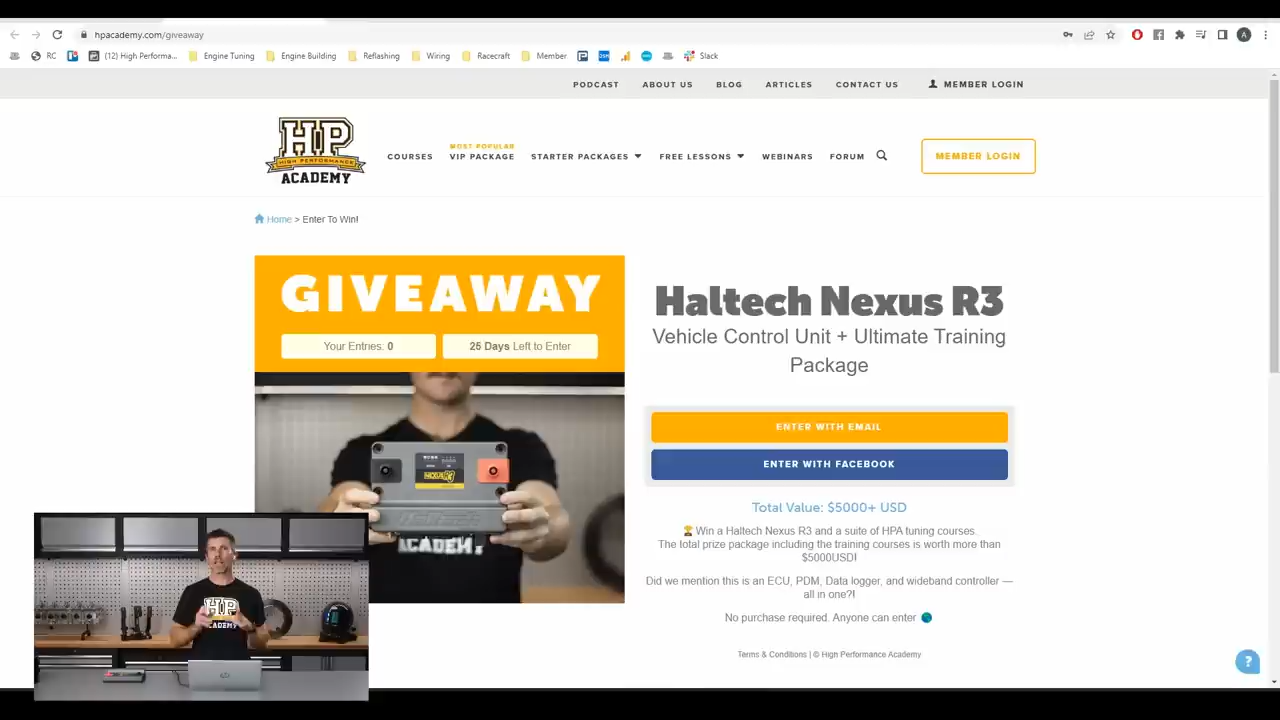 hpacademy.com/giveaway
RC
(12) High Performa...
Engine Tuning
Engine Building
Reflashing
Wiring
Racecraft
Member
Slack
PODCAST
ABOUT US
BLOG
ARTICLES
CONTACT US
MEMBER LOGIN
HP
HIGH PERFORMANCE
ACADEMY
COURSES
MOST POPULAR
VIP PACKAGE
STARTER PACKAGES
FREE LESSONS
WEBINARS
FORUM
MEMBER LOGIN
Home > Enter To Win!
GIVEAWAY
Your Entries: 0
25 Days Left to Enter
Haltech Nexus R3
Vehicle Control Unit + Ultimate Training
Package
ENTER WITH EMAIL
ENTER WITH FACEBOOK
Total Value: $5000+ USD
Win a Haltech Nexus R3 and a suite of HPA tuning courses.
The total prize package including the training courses is worth more than
$5000USD!
Did we mention this is an ECU, PDM, Data logger, and wideband controller —
all in one?!
No purchase required. Anyone can enter
Terms & Conditions | © High Performance Academy
NEXUS R3
HALTECH
ACADEMY
HP
ACADEMY
A
?